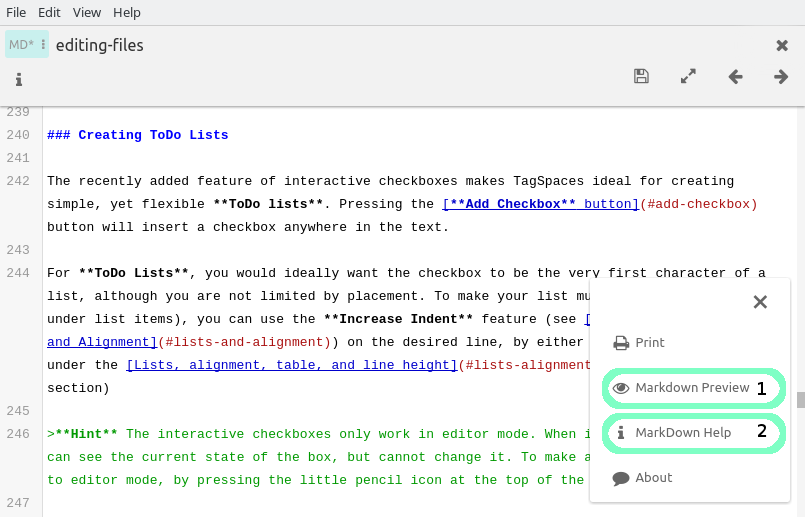 File Edit View Help
MD* editing-files
239
240 ### Creating ToDo Lists
241
242 The recently added feature of interactive checkboxes makes TagSpaces ideal for creating
simple, yet flexible **ToDo lists**. Pressing the [**Add Checkbox** button](#add-checkbox)
button will insert a checkbox anywhere in the text.
243
244 For **ToDo Lists**, you would ideally want the checkbox to be the very first character of a
list, although you are not limited by placement. To make your list
under list items), you can use the **Increase Indent** feature (see [
and Alignment](#lists-and-alignment)) on the desired line, by either
under the [Lists, alignment, table, and line height](#lists-alignment
section)
245
246 >**Hint** The interactive checkboxes only work in editor mode. When
can see the current state of the box, but cannot change it. To make
to editor mode, by pressing the little pencil icon at the top of the
247
Print
Markdown Preview 1
MarkDown Help 2
About